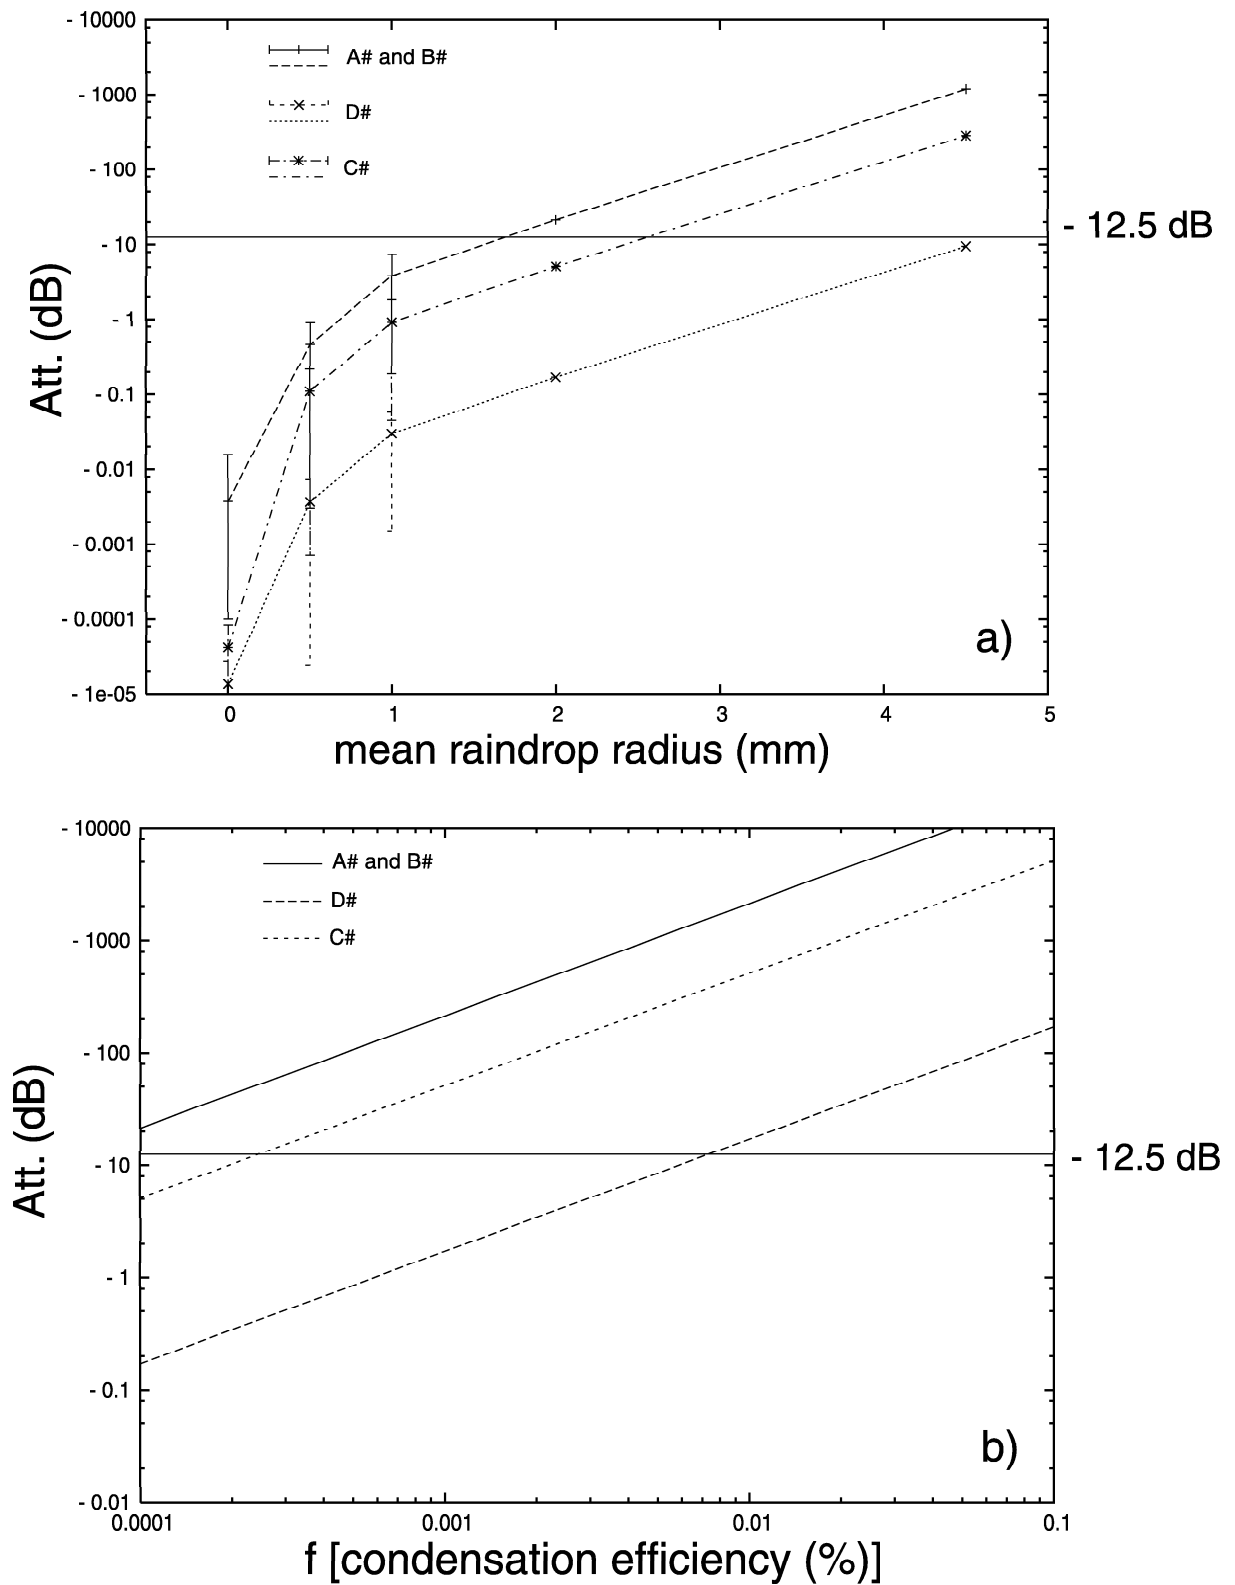 - 10000
- 1000
- 100
- 10
- 1
- 0.1
- 0.01
- 0.001
- 0.0001
- 1e-05
Att. (dB)
A# and B#
D#
C#
- 12.5 dB
a)
0 1 2 3 4 5
mean raindrop radius (mm)
- 10000
- 1000
- 100
- 10
- 1
- 0.1
- 0.01
Att. (dB)
A# and B#
D#
C#
- 12.5 dB
b)
0.0001 0.001 0.01 0.1
f [condensation efficiency (%)]